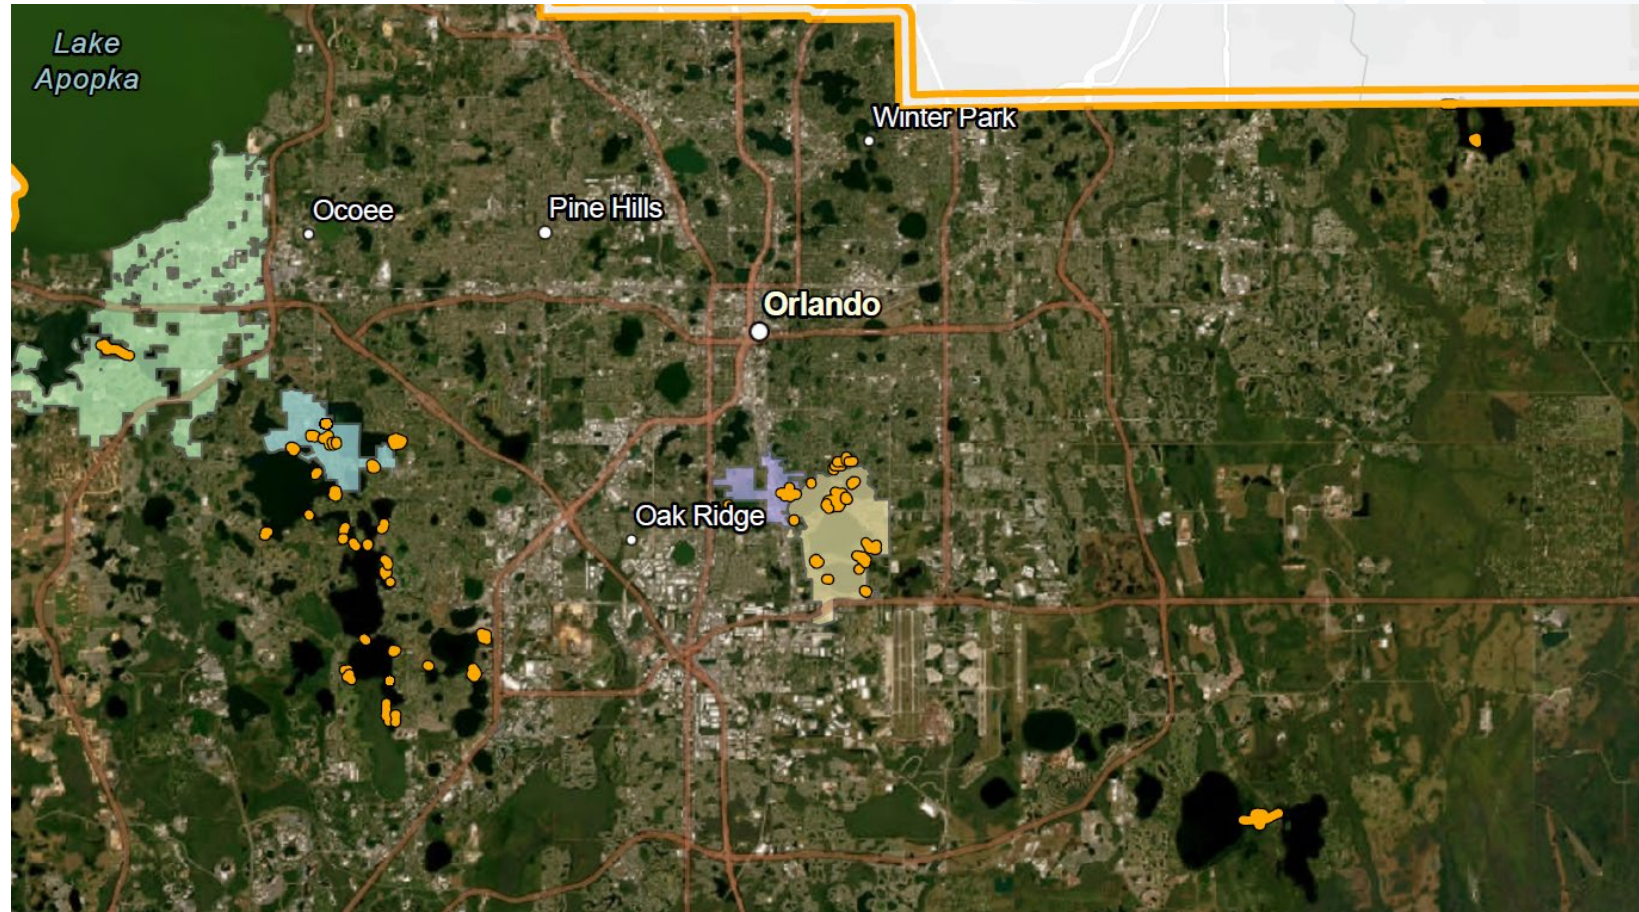 Lake
Apopka
Winter Park
Ocoee
Pine Hills
Orlando
Oak Ridge